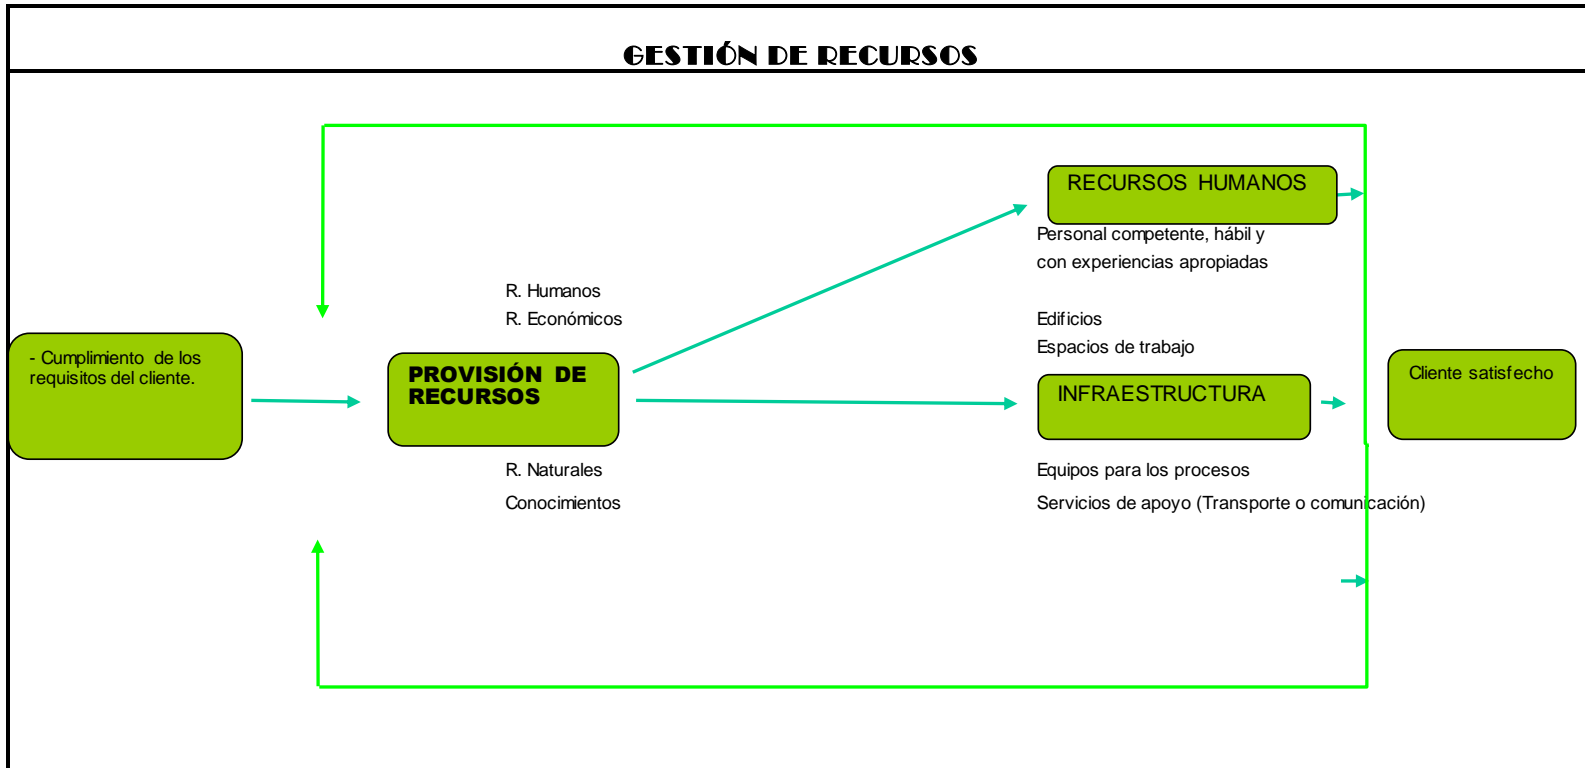 GESTIÓN DE RECURSOS
RECURSOS HUMANOS
Personal competente, hábil y
con experiencias apropiadas
R. Humanos
R. Económicos
Edificios
Espacios de trabajo
- Cumplimiento de los
requisitos del cliente.
PROVISIÓN DE
RECURSOS
INFRAESTRUCTURA
Cliente satisfecho
R. Naturales
Conocimientos
Equipos para los procesos
Servicios de apoyo (Transporte o comunicación)